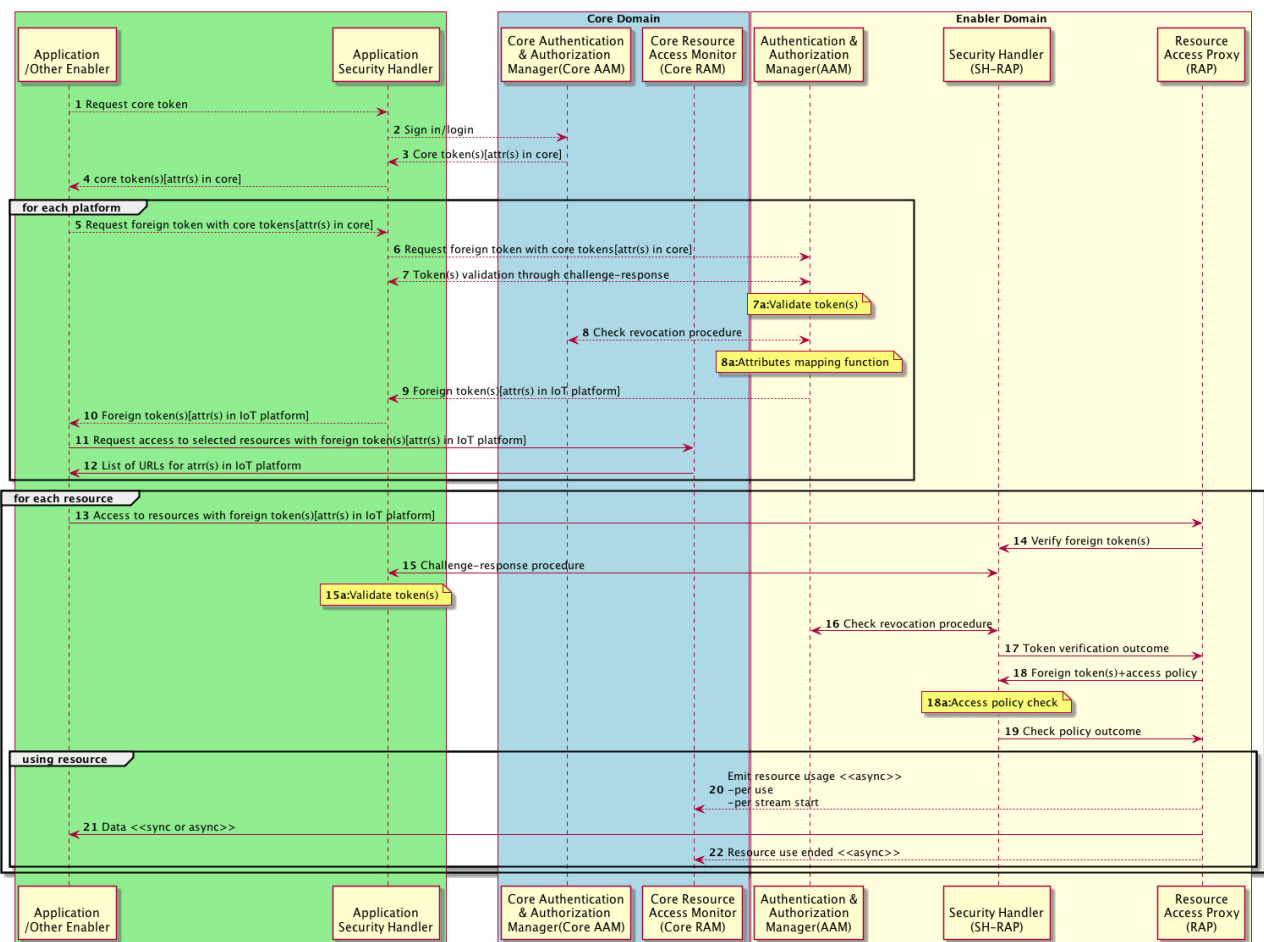 Core Domain
Enabler Domain
Application
/Other Enabler
Application
Security Handler
Core Authentication
& Authorization
Manager(Core AAM)
Core Resource
Access Monitor
(Core RAM)
Authentication &
Authorization
Manager(AAM)
Security Handler
(SH-RAP)
Resource
Access Proxy
(RAP)
1 Request core token
2 Sign in/login
3 Core token(s)[attr(s) in core]
4 core token(s)[attr(s) in core]
for each platform
5 Request foreign token with core tokens[attr(s) in core]
6 Request foreign token with core tokens[attr(s) in core]
7 Token(s) validation through challenge-response
7a:Validate token(s)
8 Check revocation procedure
8a:Attributes mapping function
9 Foreign token(s)[attr(s) in IoT platform]
10 Foreign token(s)[attr(s) in IoT platform]
11 Request access to selected resources with foreign token(s)[attr(s) in IoT platform]
12 List of URLs for atrr(s) in IoT platform
for each resource
13 Access to resources with foreign token(s)[attr(s) in IoT platform]
14 Verify foreign token(s)
15 Challenge-response procedure
15a:Validate token(s)
16 Check revocation procedure
17 Token verification outcome
18 Foreign token(s)+access policy
18a:Access policy check
19 Check policy outcome
using resource
Emit resource usage <<async>>
20 -per use
-per stream start
21 Data <<sync or async>>
22 Resource use ended <<async>>
Application
/Other Enabler
Application
Security Handler
Core Authentication
& Authorization
Manager(Core AAM)
Core Resource
Access Monitor
(Core RAM)
Authentication &
Authorization
Manager(AAM)
Security Handler
(SH-RAP)
Resource
Access Proxy
(RAP)